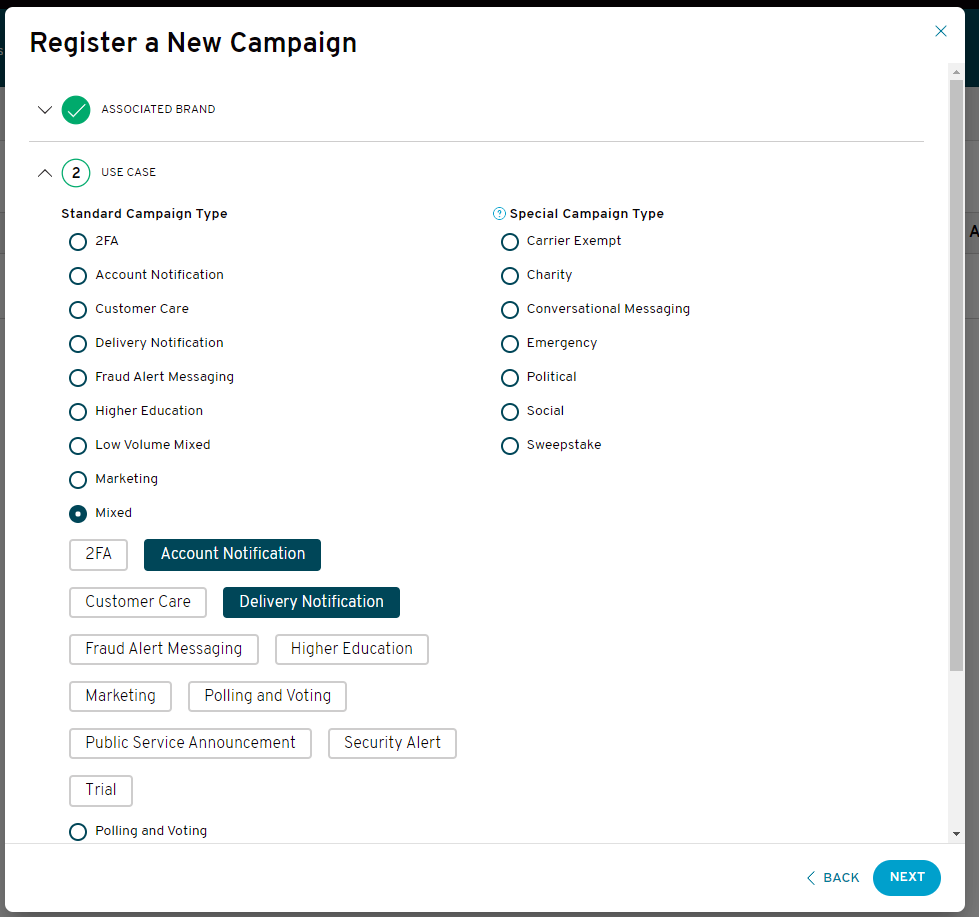 Register a New Campaign
ASSOCIATED BRAND
2 USE CASE
Standard Campaign Type
2FA
Account Notification
Customer Care
Delivery Notification
Fraud Alert Messaging
Higher Education
Low Volume Mixed
Marketing
Mixed
2FA Account Notification
Customer Care Delivery Notification
Fraud Alert Messaging Higher Education
Marketing Polling and Voting
Public Service Announcement Security Alert
Trial
Polling and Voting
? Special Campaign Type
Carrier Exempt
Charity
Conversational Messaging
Emergency
Political
Social
Sweepstake
BACK NEXT